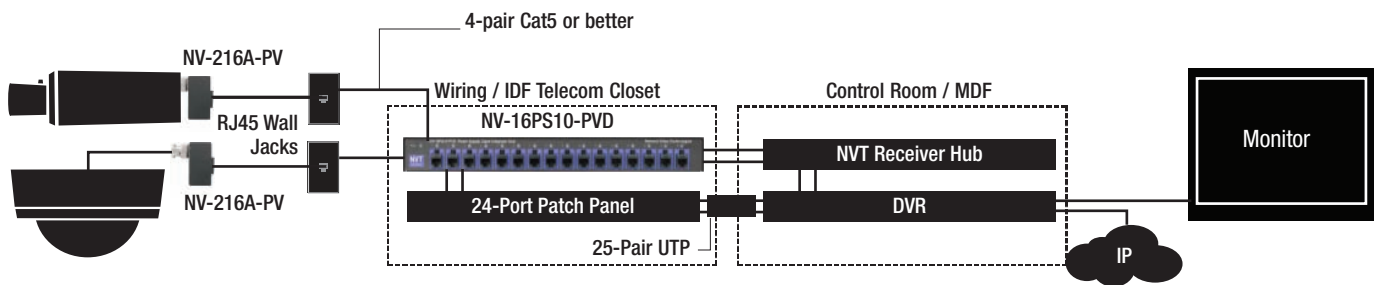 4-pair Cat5 or better
NV-216A-PV
Wiring / IDF Telecom Closet
Control Room / MDF
NV-16PS10-PVD
RJ45 Wall
Jacks
NVT
Monitor
NVT Receiver Hub
NV-216A-PV
24-Port Patch Panel
DVR
25-Pair UTP
IP